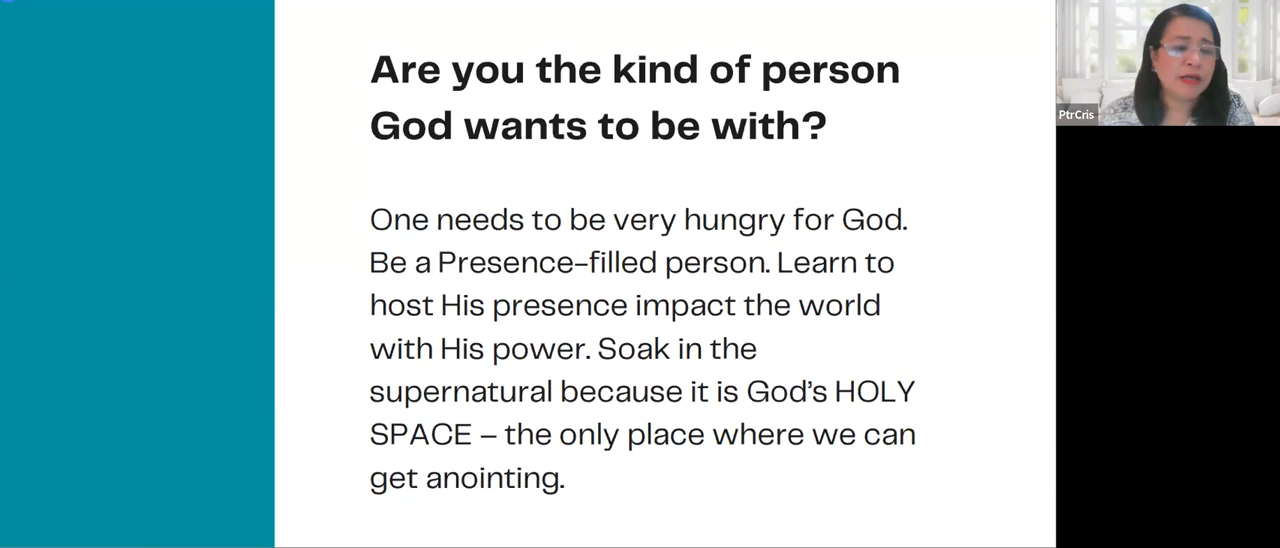 Are you the kind of person
God wants to be with?
One needs to be very hungry for God.
Be a Presence-filled person. Learn to
host His presence impact the world
with His power. Soak in the
supernatural because it is God's HOLY
SPACE – the only place where we can
get anointing.
PtrCris